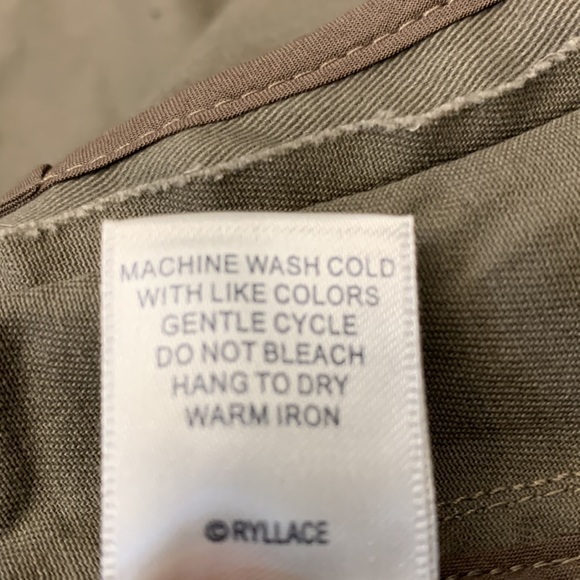 MACHINE WASH COLD
WITH LIKE COLORS
GENTLE CYCLE
DO NOT BLEACH
HANG TO DRY
WARM IRON
©RYLLACE